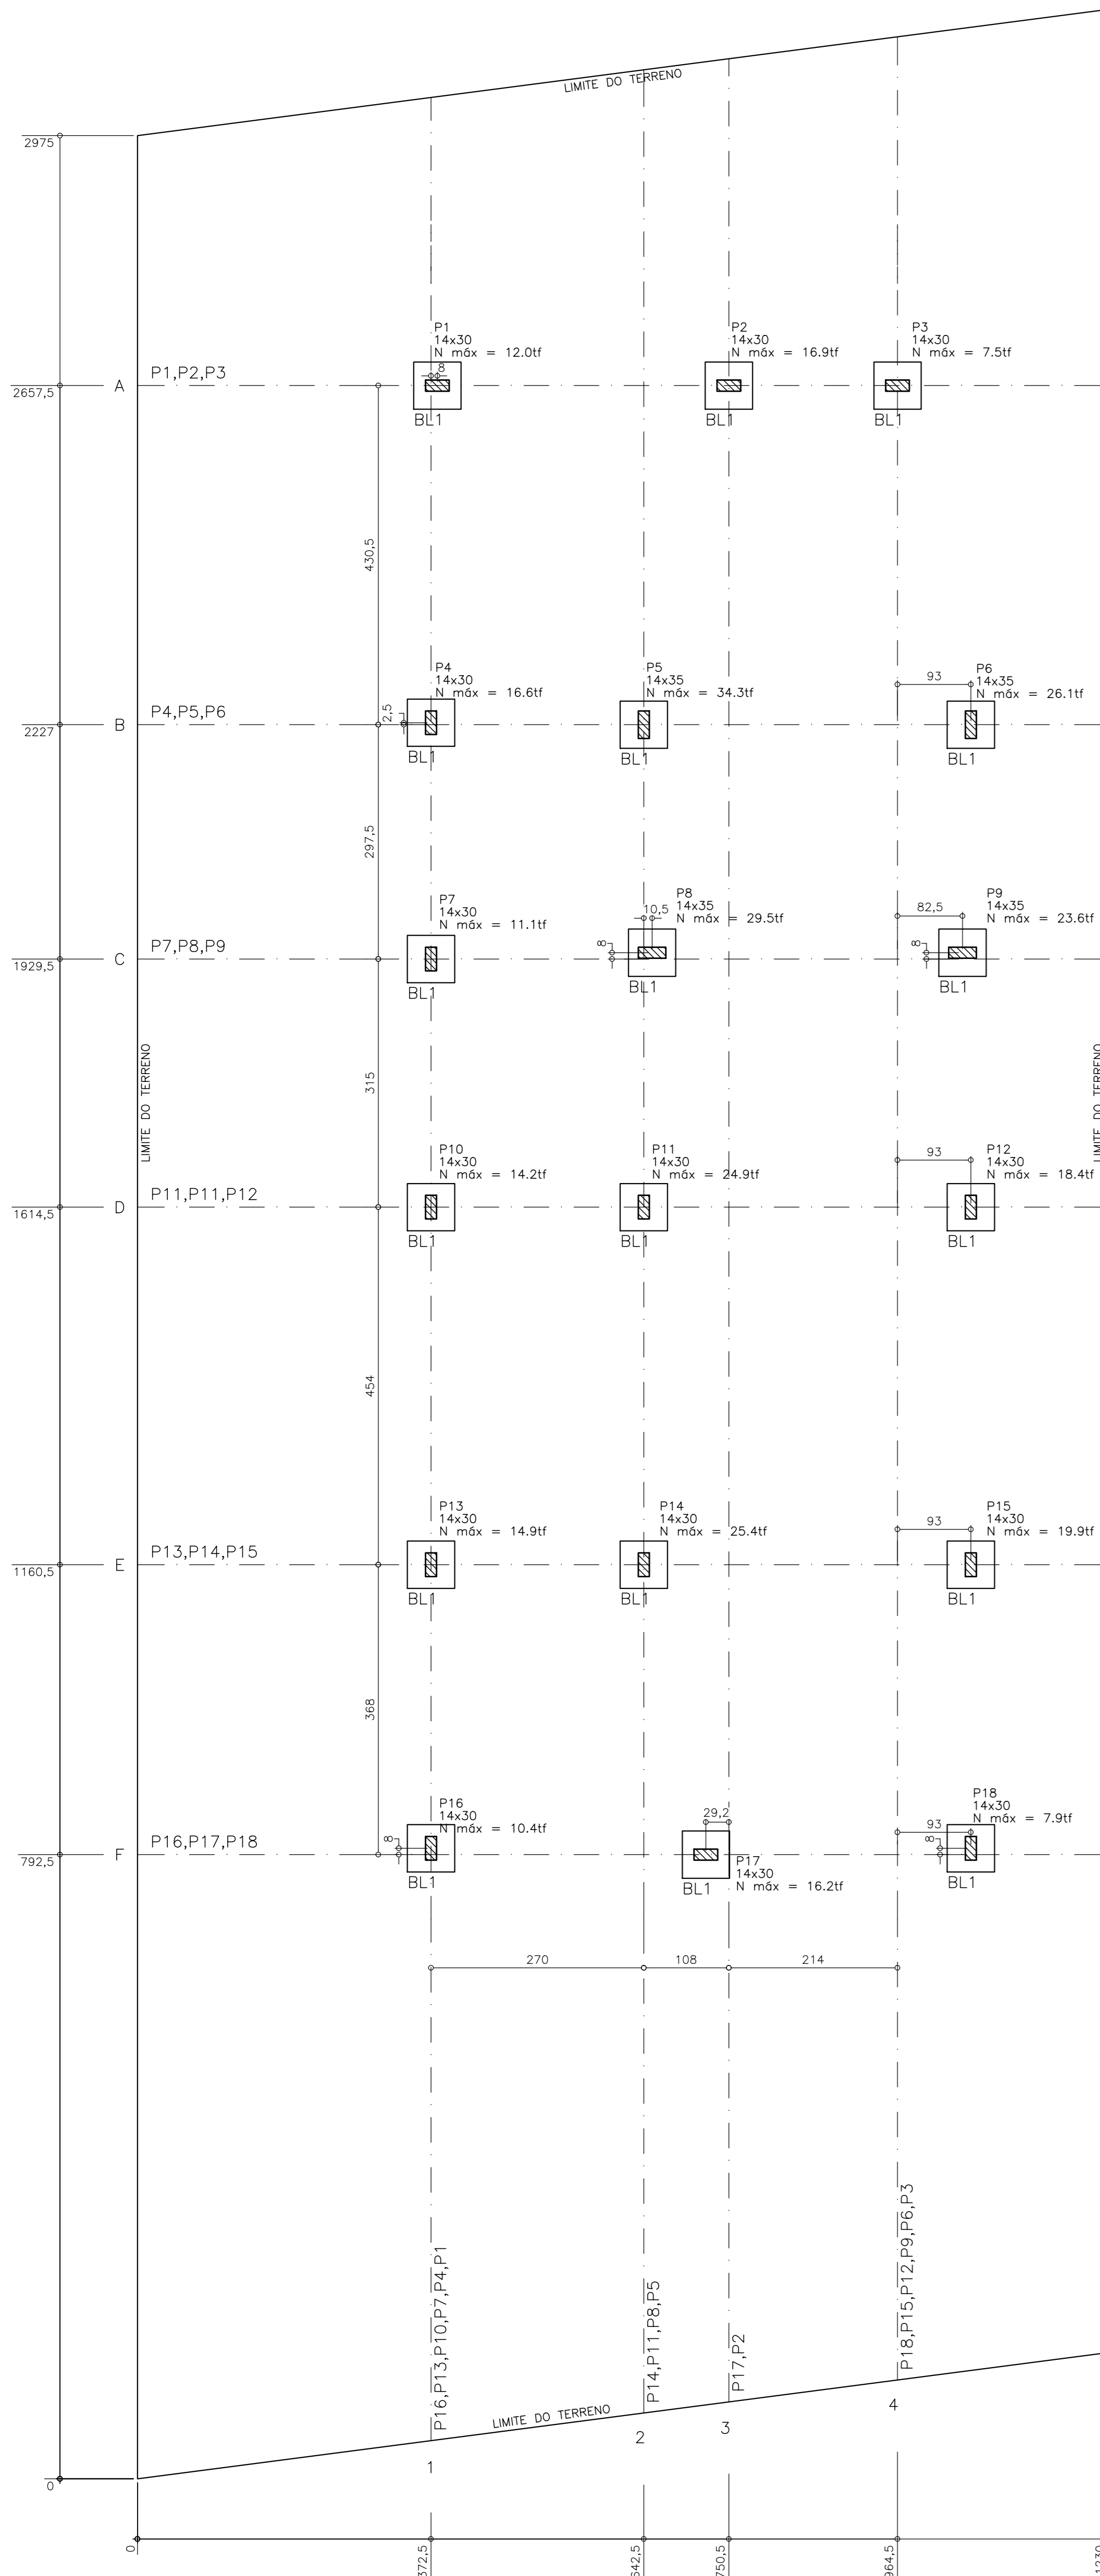 LIMITE DO TERRENO
2975
P1
14x30
N máx = 12.0tf
P2
14x30
N máx = 16.9tf
P3
14x30
N máx = 7.5tf
P1,P2,P3
8
2657,5
A
BL1
BL1
BL1
430,5
P4
14x30
N máx = 16.6tf
P5
14x35
N máx = 34.3tf
P6
14x35
N máx = 26.1tf
93
P4,P5,P6
2,5
2227
B
BL1
BL1
BL1
297,5
P7
14x30
N máx = 11.1tf
P8
14x35
N máx = 29.5tf
P9
14x35
N máx = 23.6tf
10,5
82,5
P7,P8,P9
8
8
1929,5
C
BL1
BL1
BL1
LIMITE DO TERRENO
315
LIMITE DO TERRENO
P10
14x30
N máx = 14.2tf
P11
14x30
N máx = 24.9tf
P12
14x30
N máx = 18.4tf
93
P11,P11,P12
1614,5
D
BL1
BL1
BL1
454
P13
14x30
N máx = 14.9tf
P14
14x30
N máx = 25.4tf
P15
14x30
N máx = 19.9tf
93
P13,P14,P15
1160,5
E
BL1
BL1
BL1
368
P16
14x30
N máx = 10.4tf
29,2
P18
14x30
N máx = 7.9tf
93
P16,P17,P18
8
8
792,5
F
P17
14x30
N máx = 16.2tf
BL1
BL1
BL1
270
108
214
P16,P13,P10,P7,P4,P1
P14,P11,P8,P5
P17,P2
P18,P15,P12,P9,P6,P3
LIMITE DO TERRENO
1
2
3
4
0
0
372,5
642,5
750,5
964,5
1230